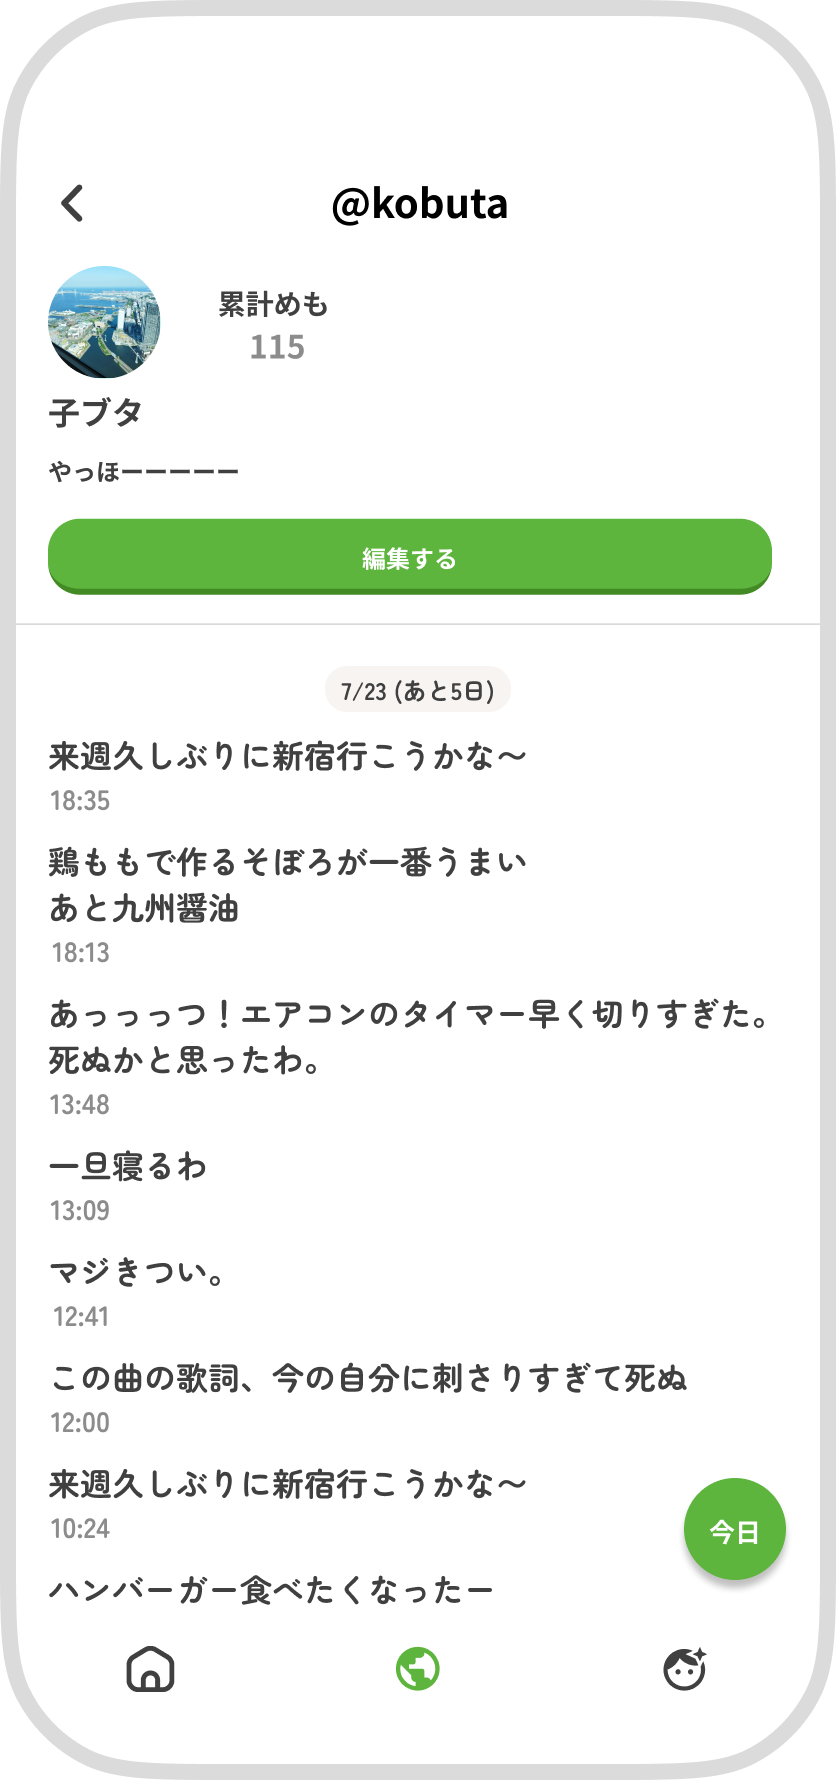 @kobuta
累計めも
115
子ブタ
やっほーーーーー
編集する
7/23 (あと5日)
来週久しぶりに新宿行こうかな〜
18:35
鶏ももで作るそぼろが一番うまい
あと九州醤油
18:13
あっっっつ！エアコンのタイマー早く切りすぎた。
死ぬかと思ったわ。
13:48
一旦寝るわ
13:09
マジきつい。
12:41
この曲の歌詞、今の自分に刺さりすぎて死ぬ
12:00
来週久しぶりに新宿行こうかな〜
10:24
今日
ハンバーガー食べたくなったー